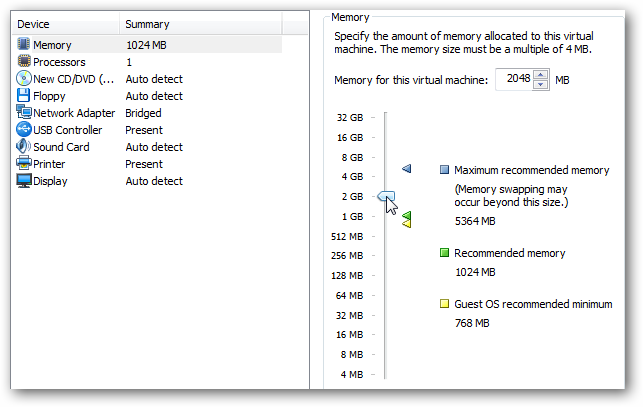 Device Summary
Memory 1024 MB
Processors 1
New CD/DVD (... Auto detect
Floppy Auto detect
Network Adapter Bridged
USB Controller Present
Sound Card Auto detect
Printer Present
Display Auto detect
Memory
Specify the amount of memory allocated to this virtual
machine. The memory size must be a multiple of 4 MB.
Memory for this virtual machine: 2048 MB
32 GB
16 GB
8 GB
4 GB
2 GB
1 GB
512 MB
256 MB
128 MB
64 MB
32 MB
16 MB
8 MB
4 MB
Maximum recommended memory
(Memory swapping may
occur beyond this size.)
5364 MB
Recommended memory
1024 MB
Guest OS recommended minimum
768 MB